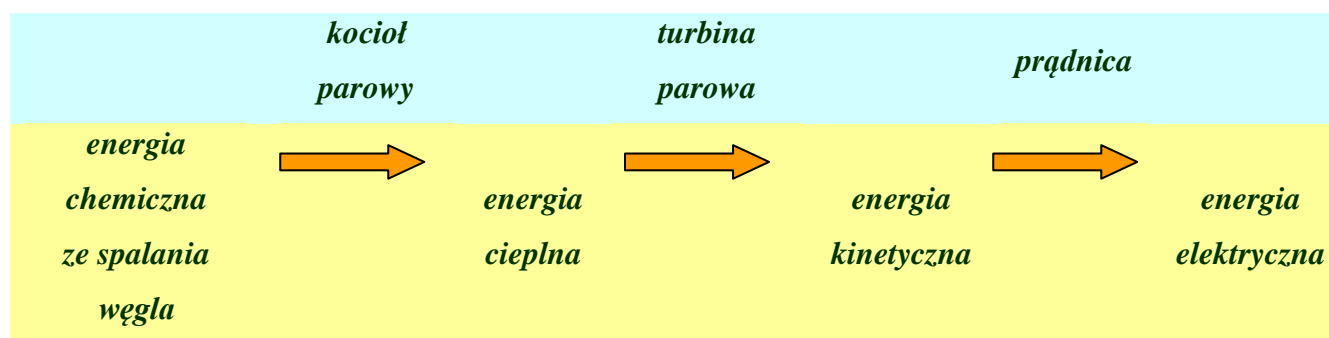 kocioł
parowy
turbina
parowa
prądnica
energia
chemiczna
ze spalania
węgla
energia
cieplna
energia
kinetyczna
energia
elektryczna